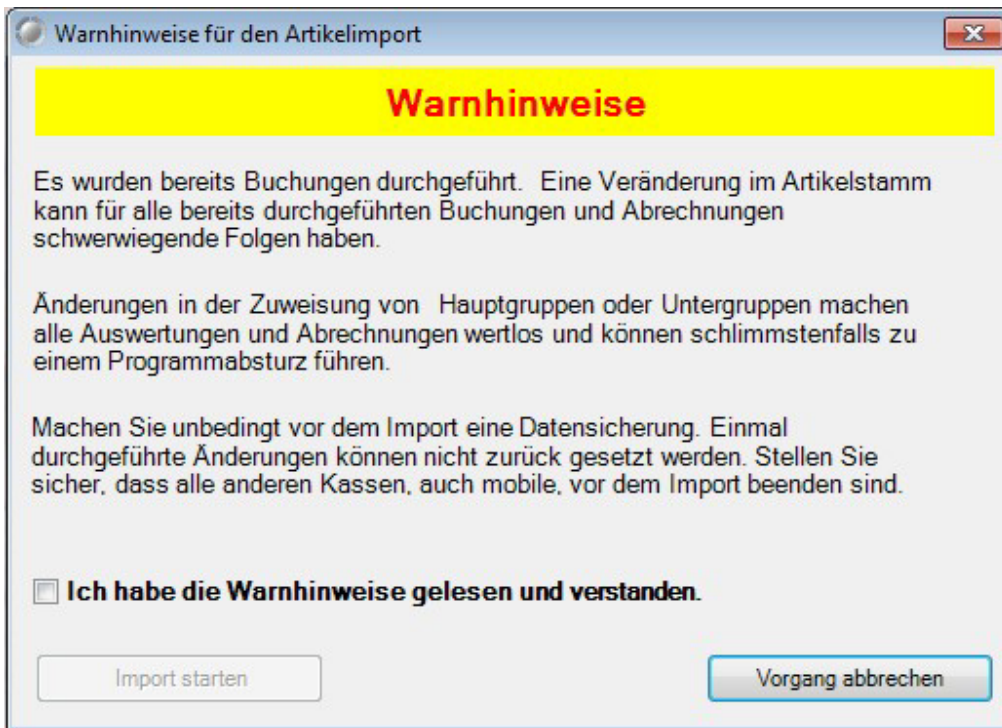 Warnhinweise für den Artikelimport
Warnhinweise
Es wurden bereits Buchungen durchgeführt.  Eine Veränderung im Artikelstamm
kann für alle bereits durchgeführten Buchungen und Abrechnungen
schwerwiegende Folgen haben.
Änderungen in der Zuweisung von  Hauptgruppen oder Untergruppen machen
alle Auswertungen und Abrechnungen wertlos und können schlimmstenfalls zu
einem Programmabsturz führen.
Machen Sie unbedingt vor dem Import eine Datensicherung. Einmal
durchgeführte Änderungen können nicht zurück gesetzt werden. Stellen Sie
sicher, dass alle anderen Kassen, auch mobile, vor dem Import beenden sind.
Ich habe die Warnhinweise gelesen und verstanden.
Import starten
Vorgang abbrechen